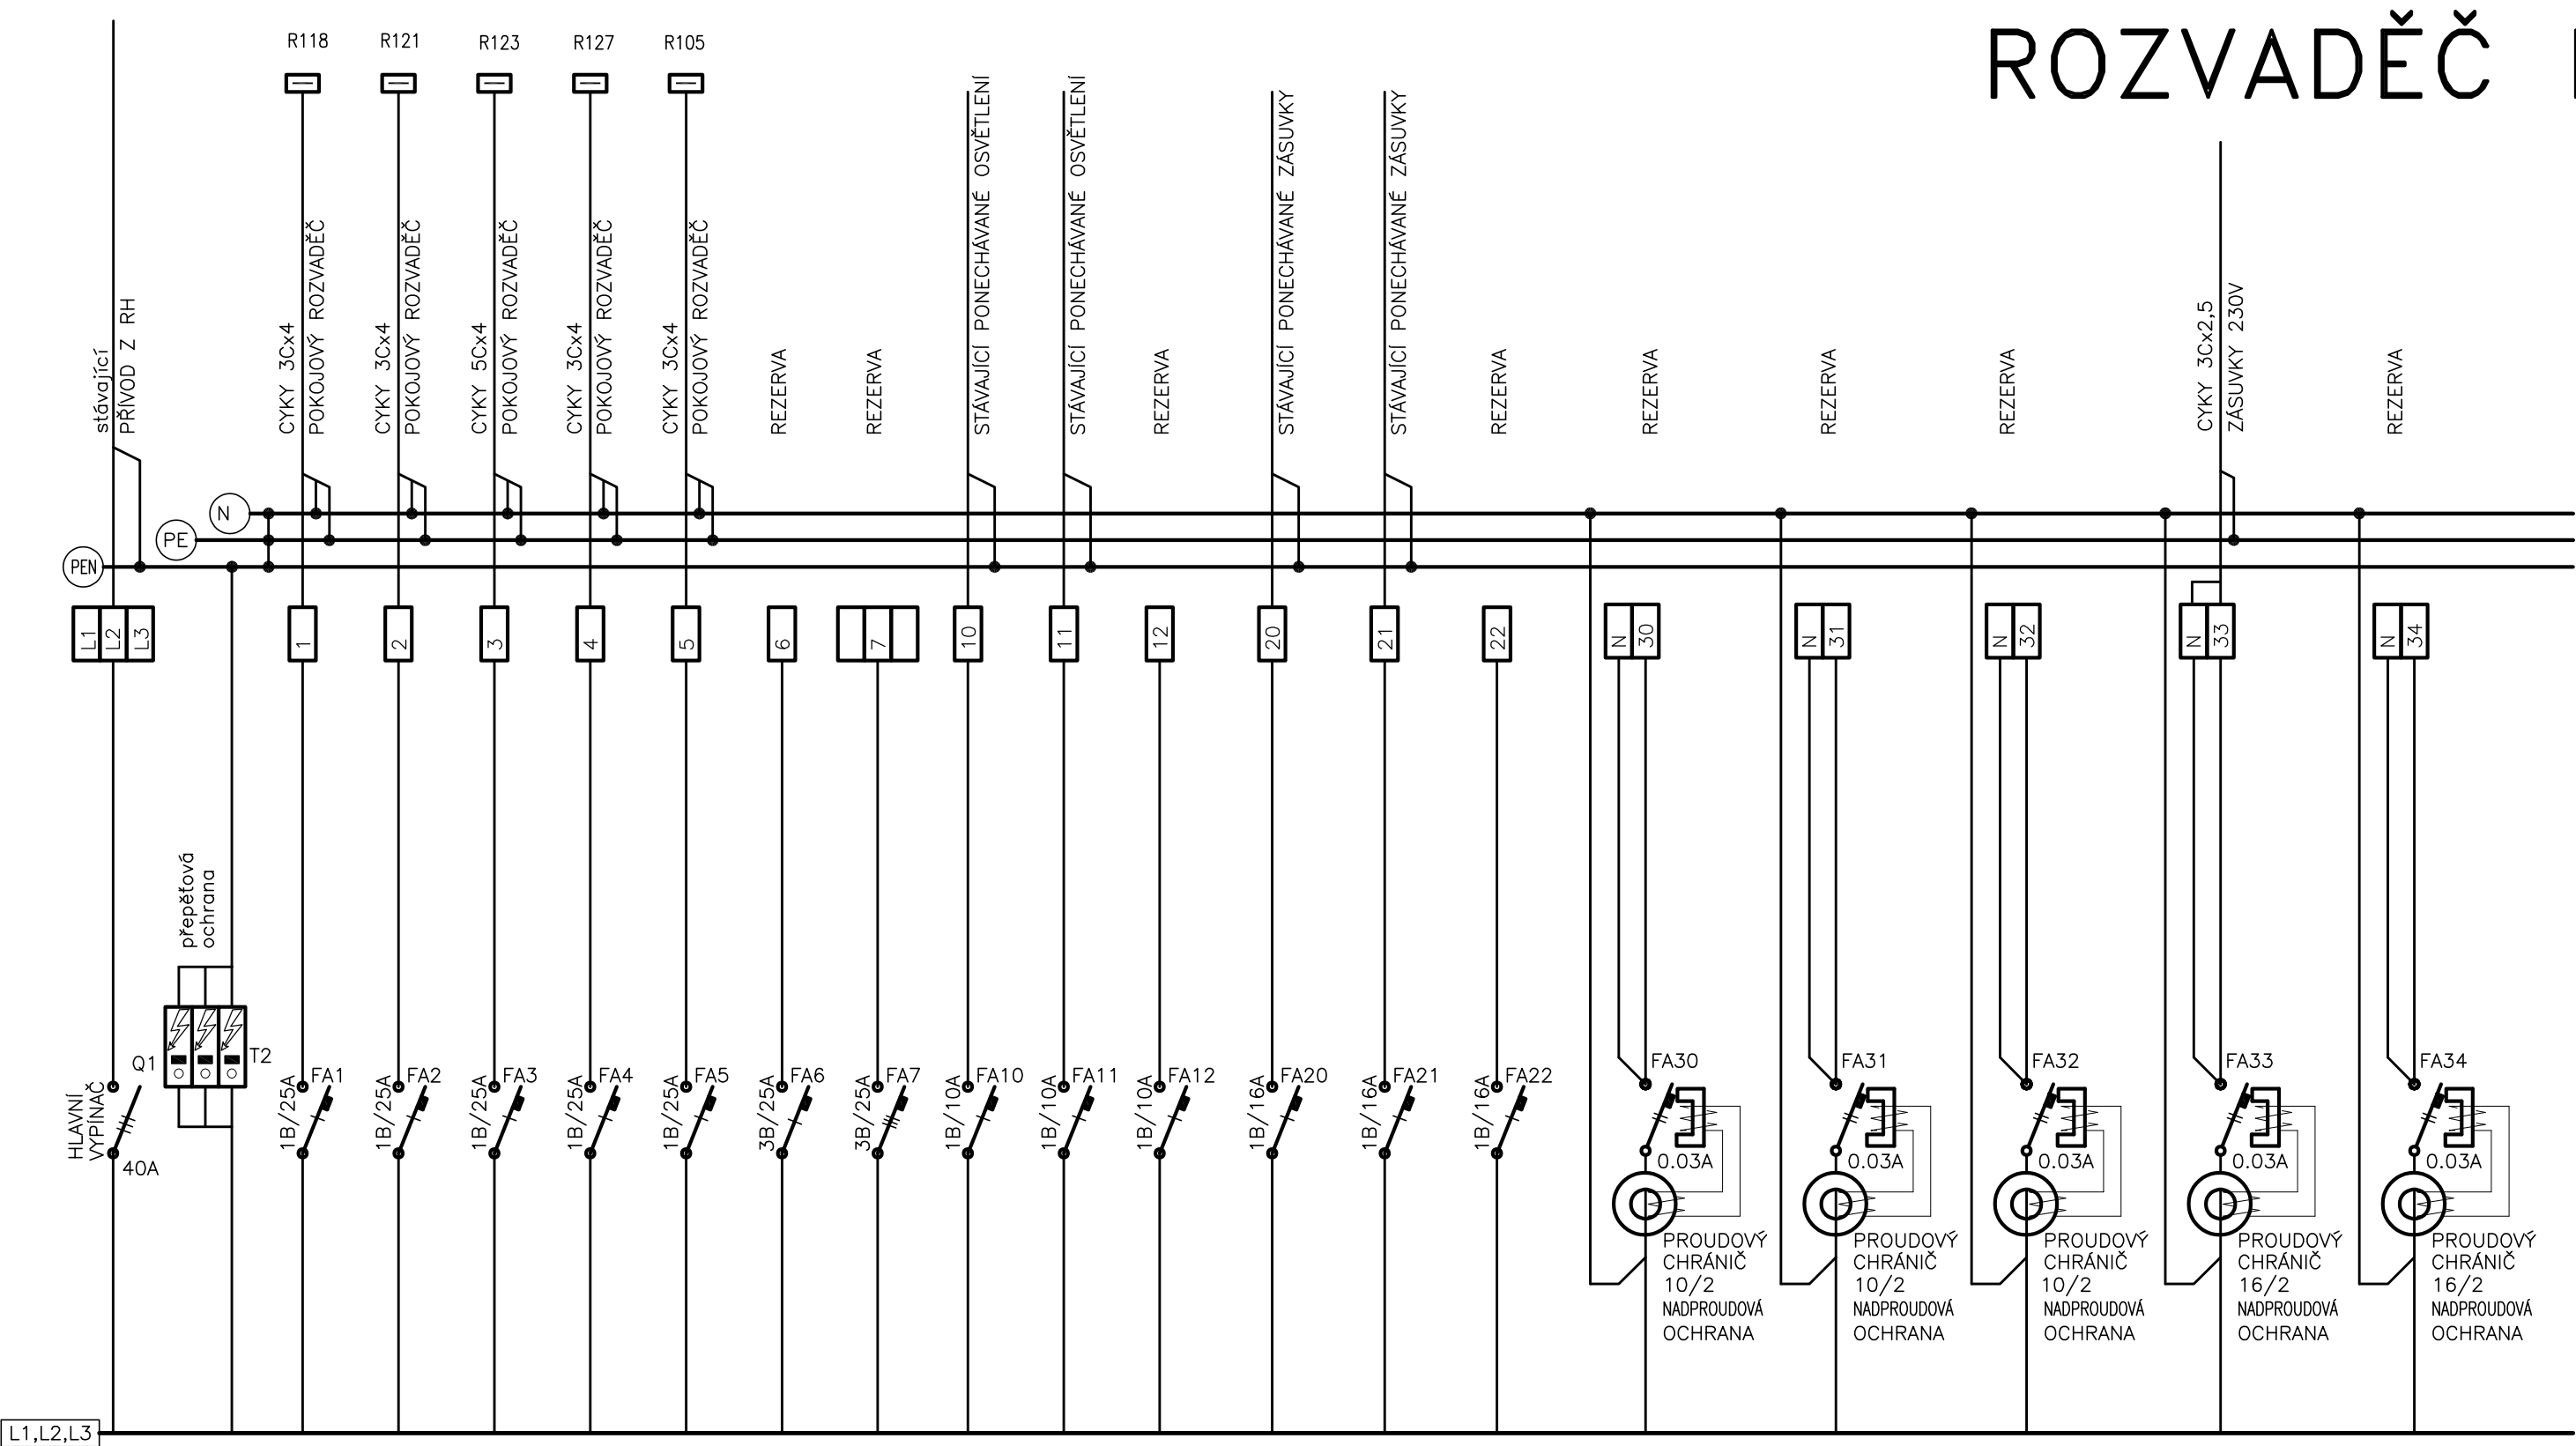 ROZVADĚČ
R118
R121
R123
R127
R105
stávající
PŘÍVOD Z RH
CYKY 3Cx4
POKOJOVÝ ROZVADĚČ
CYKY 3Cx4
POKOJOVÝ ROZVADĚČ
CYKY 5Cx4
POKOJOVÝ ROZVADĚČ
CYKY 3Cx4
POKOJOVÝ ROZVADĚČ
CYKY 3Cx4
POKOJOVÝ ROZVADĚČ
REZERVA
REZERVA
STÁVAJÍCÍ PONECHÁVANÉ OSVĚTLENÍ
STÁVAJÍCÍ PONECHÁVANÉ OSVĚTLENÍ
REZERVA
STÁVAJÍCÍ PONECHÁVANÉ ZÁSUVKY
STÁVAJÍCÍ PONECHÁVANÉ ZÁSUVKY
REZERVA
REZERVA
REZERVA
REZERVA
CYKY 3Cx2,5
ZÁSUVKY 230V
REZERVA
N
PE
PEN
L1
L2
L3
1
2
3
4
5
6
7
10
11
12
20
21
22
N
30
N
31
N
32
N
33
N
34
přepěťová
ochrana
HLAVNÍ
VYPÍNAČ
Q1
40A
T2
1B/25A
FA1
1B/25A
FA2
1B/25A
FA3
1B/25A
FA4
1B/25A
FA5
3B/25A
FA6
3B/25A
FA7
1B/10A
FA10
1B/10A
FA11
1B/10A
FA12
1B/16A
FA20
1B/16A
FA21
1B/16A
FA22
FA30
0.03A
PROUDOVÝ
CHRÁNIČ
10/2
NADPROUDOVÁ
OCHRANA
FA31
0.03A
PROUDOVÝ
CHRÁNIČ
10/2
NADPROUDOVÁ
OCHRANA
FA32
0.03A
PROUDOVÝ
CHRÁNIČ
10/2
NADPROUDOVÁ
OCHRANA
FA33
0.03A
PROUDOVÝ
CHRÁNIČ
16/2
NADPROUDOVÁ
OCHRANA
FA34
0.03A
PROUDOVÝ
CHRÁNIČ
16/2
NADPROUDOVÁ
OCHRANA
L1,L2,L3